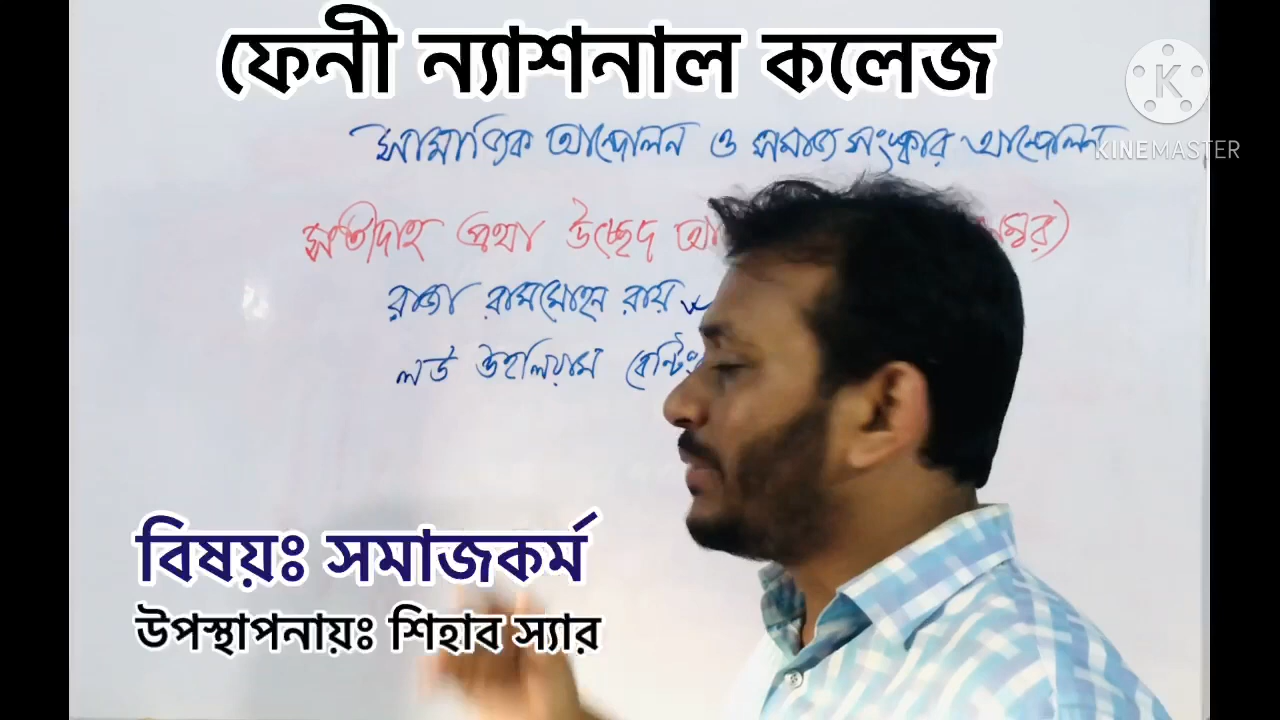 ফেনী ন্যাশনাল কলেজ
K
KINEMASTER
সামাজিক আন্দোলন ও সমাজ সংস্কার আন্দোলন
সতীদাহ প্রথা উচ্ছেদ
রাজা রামমোহন রায়
লর্ড উইলিয়াম বেন্টিং
বিষয়ঃ সমাজকর্ম
উপস্থাপনায়ঃ শিহাব স্যার